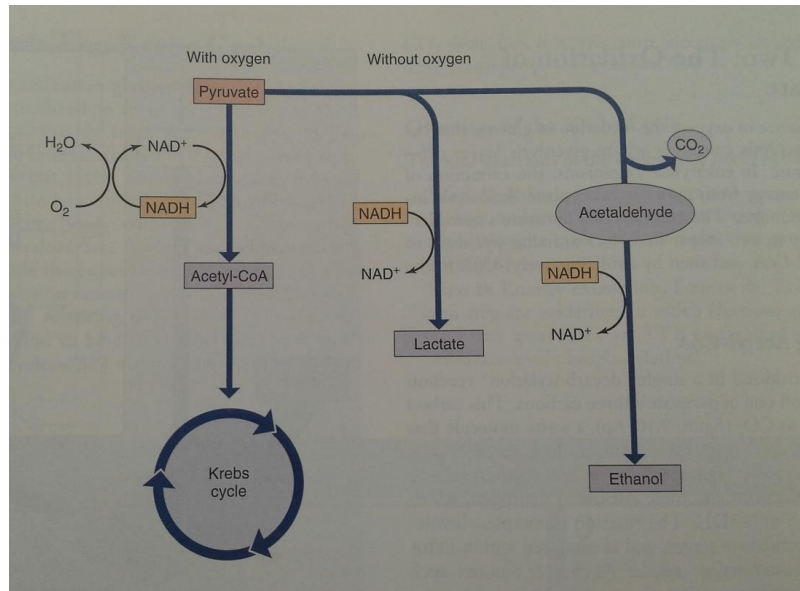 With oxygen
Without oxygen
Pyruvate
H₂O
NAD⁺
O₂
NADH
CO₂
Acetaldehyde
NADH
NAD⁺
Acetyl-CoA
NADH
NAD⁺
Lactate
Krebs
cycle
Ethanol